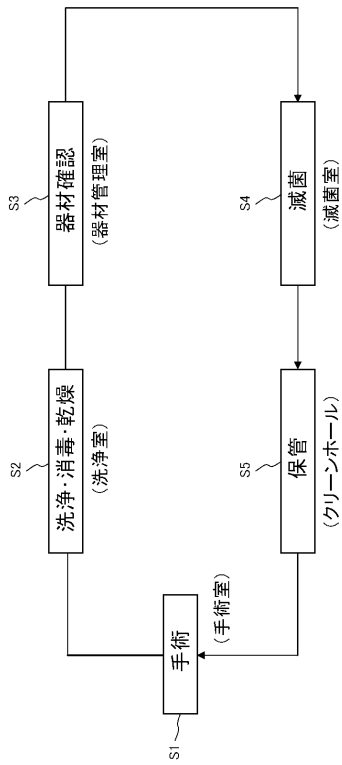 S1
手術
(手術室)
S2
洗浄・消毒・乾燥
(洗浄室)
S3
器材確認
(器材管理室)
S4
滅菌
(滅菌室)
S5
保管
(クリーンホール)